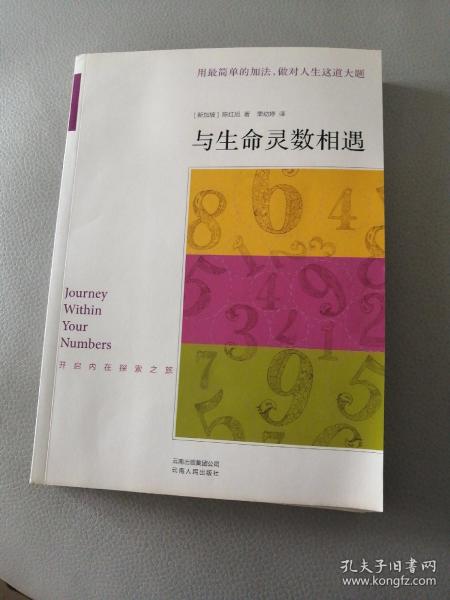 用最简单的加法，做对人生这道大题
［新加坡］陈红旭 著 栗幼婷 译
与生命灵数相遇
Journey
Within
Your
Numbers
开启内在探索之旅
云南出版集团公司
云南人民出版社
孔夫子旧书网
www.kongfz.com